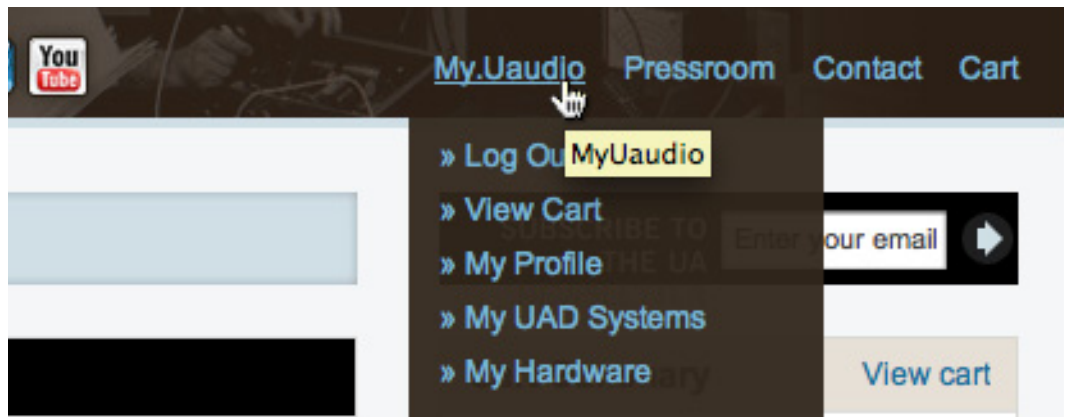 You
Tube
My.Uaudio Pressroom Contact Cart
» Log Ou
MyUaudio
» View Cart
SUBSCRIBE TO
» My Profile
THE UA
Enter your email
» My UAD Systems
» My Hardware
ary
View cart